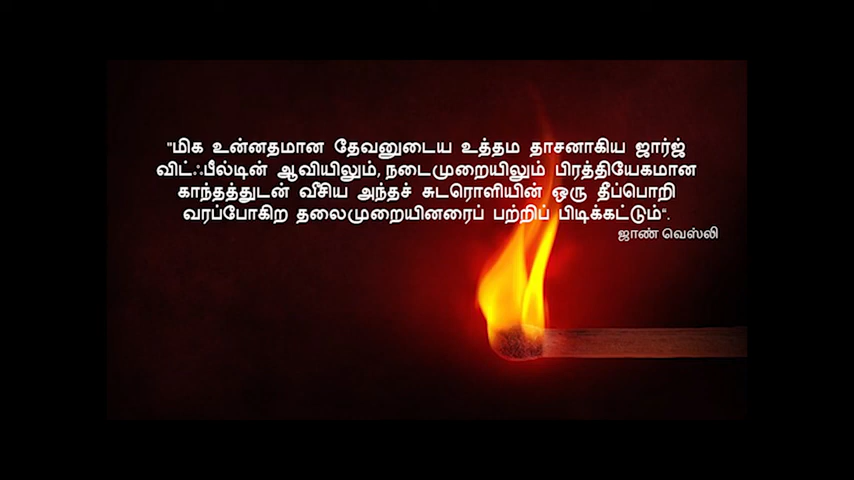 "மிக உன்னதமான தேவனுடைய உத்தம தாசனாகிய ஜார்ஜ்
விட்ஃபீல்டின் ஆவியிலும், நடைமுறையிலும் பிரத்தியேகமான
காந்தத்துடன் வீசிய அந்தச் சுடரொளியின் ஒரு தீப்பொறி
வரப்போகிற தலைமுறையினரைப் பற்றிப் பிடிக்கட்டும்“.
ஜாண் வெஸ்லி